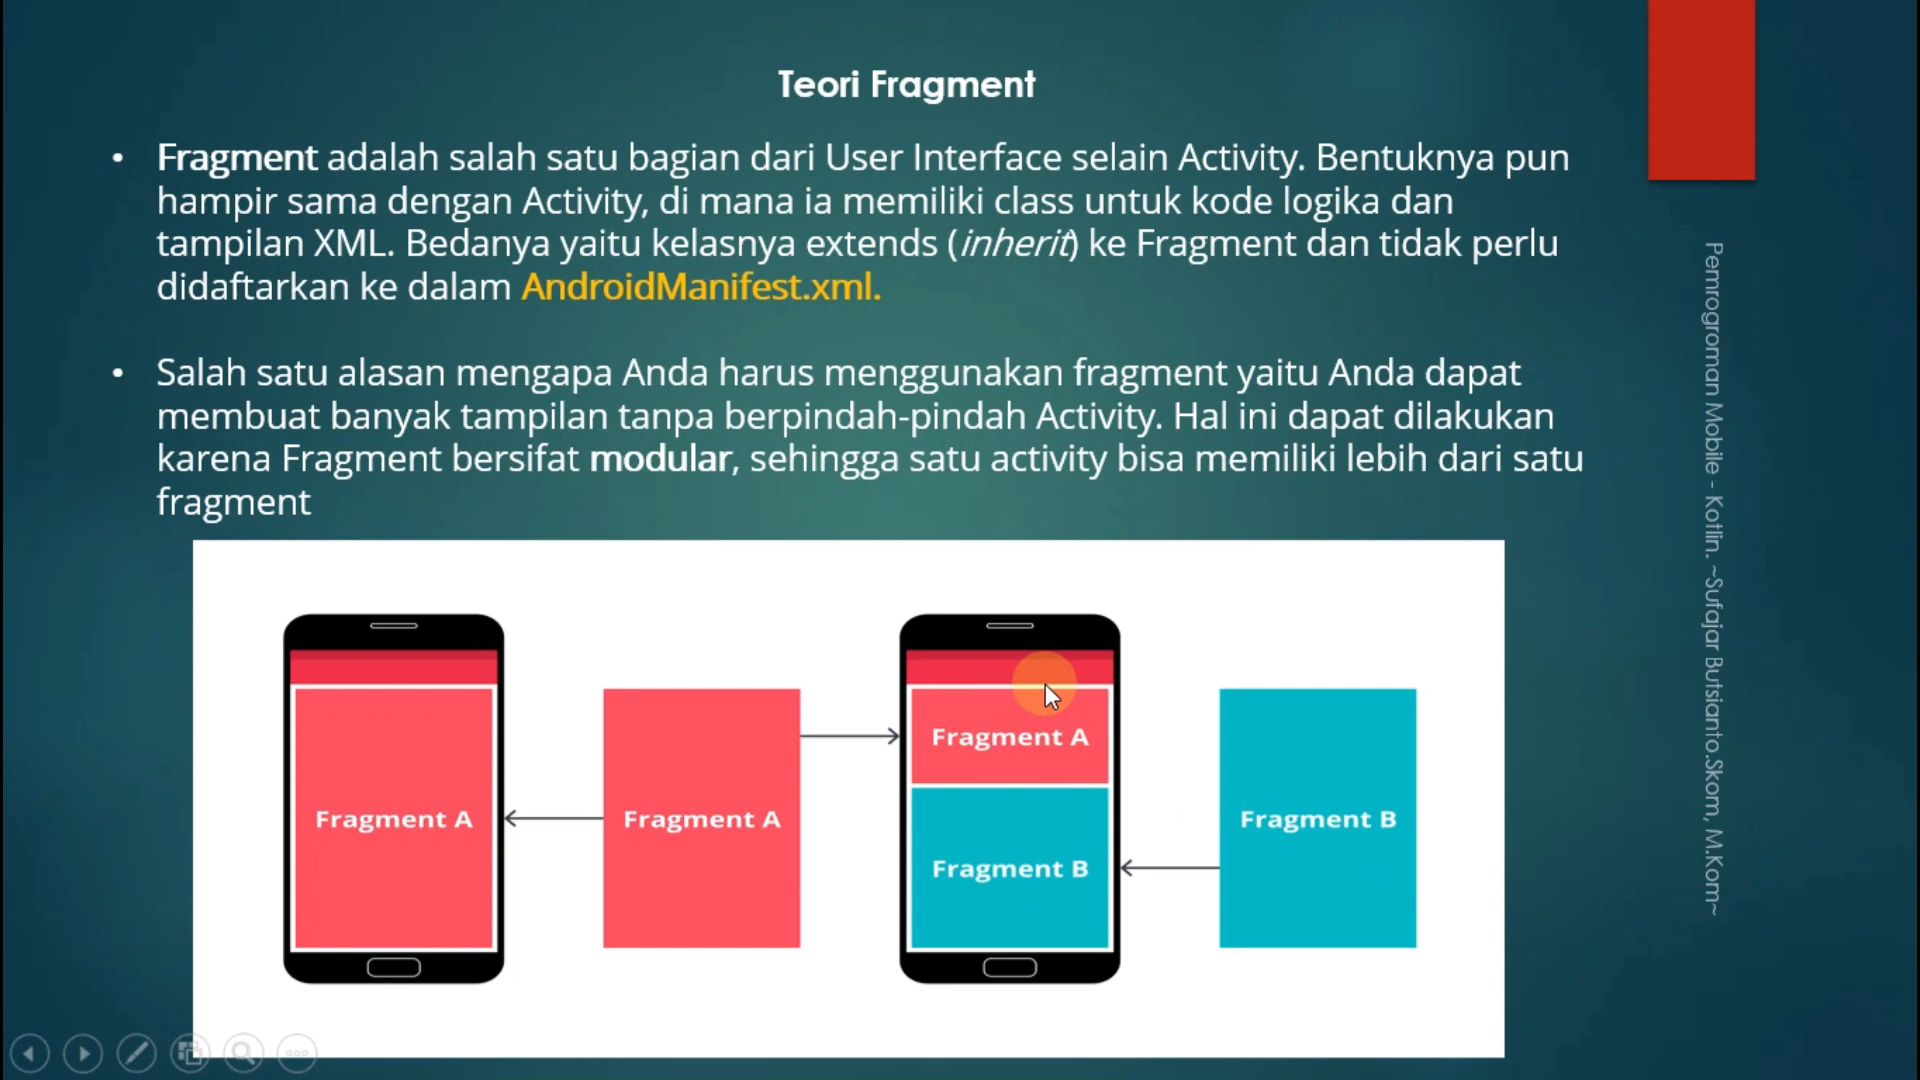 Teori Fragment
• Fragment adalah salah satu bagian dari User Interface selain Activity. Bentuknya pun
hampir sama dengan Activity, di mana ia memiliki class untuk kode logika dan
tampilan XML. Bedanya yaitu kelasnya extends (inherit) ke Fragment dan tidak perlu
didaftarkan ke dalam AndroidManifest.xml.
• Salah satu alasan mengapa Anda harus menggunakan fragment yaitu Anda dapat
membuat banyak tampilan tanpa berpindah-pindah Activity. Hal ini dapat dilakukan
karena Fragment bersifat modular, sehingga satu activity bisa memiliki lebih dari satu
fragment
Fragment A
Fragment A
Fragment A
Fragment B
Fragment B
Pemrograman Mobile - Kotlin. ~Sufajar Butsianto.Skom, M.Kom~